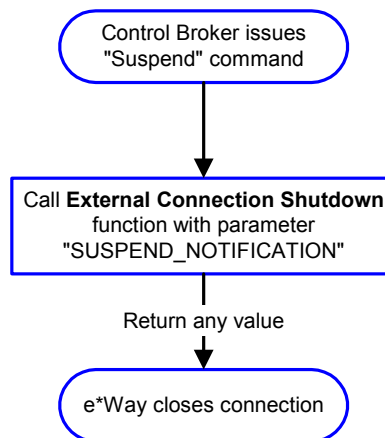 Control Broker issues
"Suspend" command
Call External Connection Shutdown
function with parameter
"SUSPEND_NOTIFICATION"
Return any value
e*Way closes connection